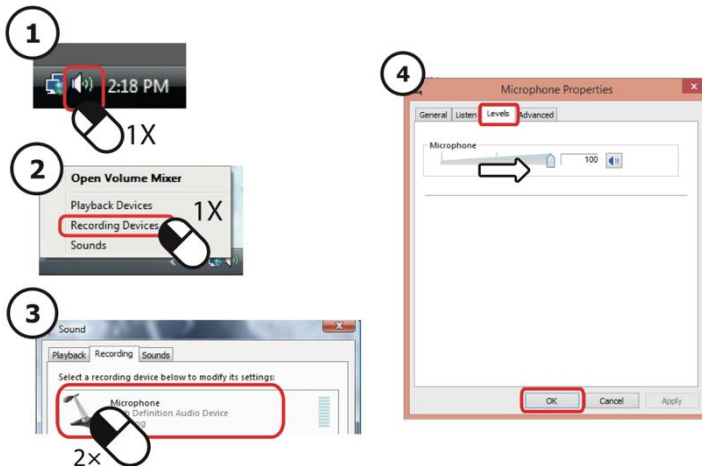 1
2:18 PM
1X
2
Open Volume Mixer
Playback Devices
1X
Recording Devices
Sounds
3
Sound
Playback Recording Sounds
Select a recording device below to modify its settings:
Microphone
Definition Audio Device
2×
4
Microphone Properties
General Listen Levels Advanced
Microphone
100
OK Cancel Apply